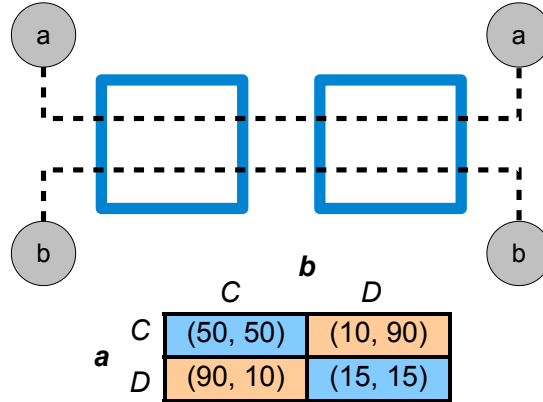 a a
b b
b
C D
C (50, 50) (10, 90)
a
D (90, 10) (15, 15)